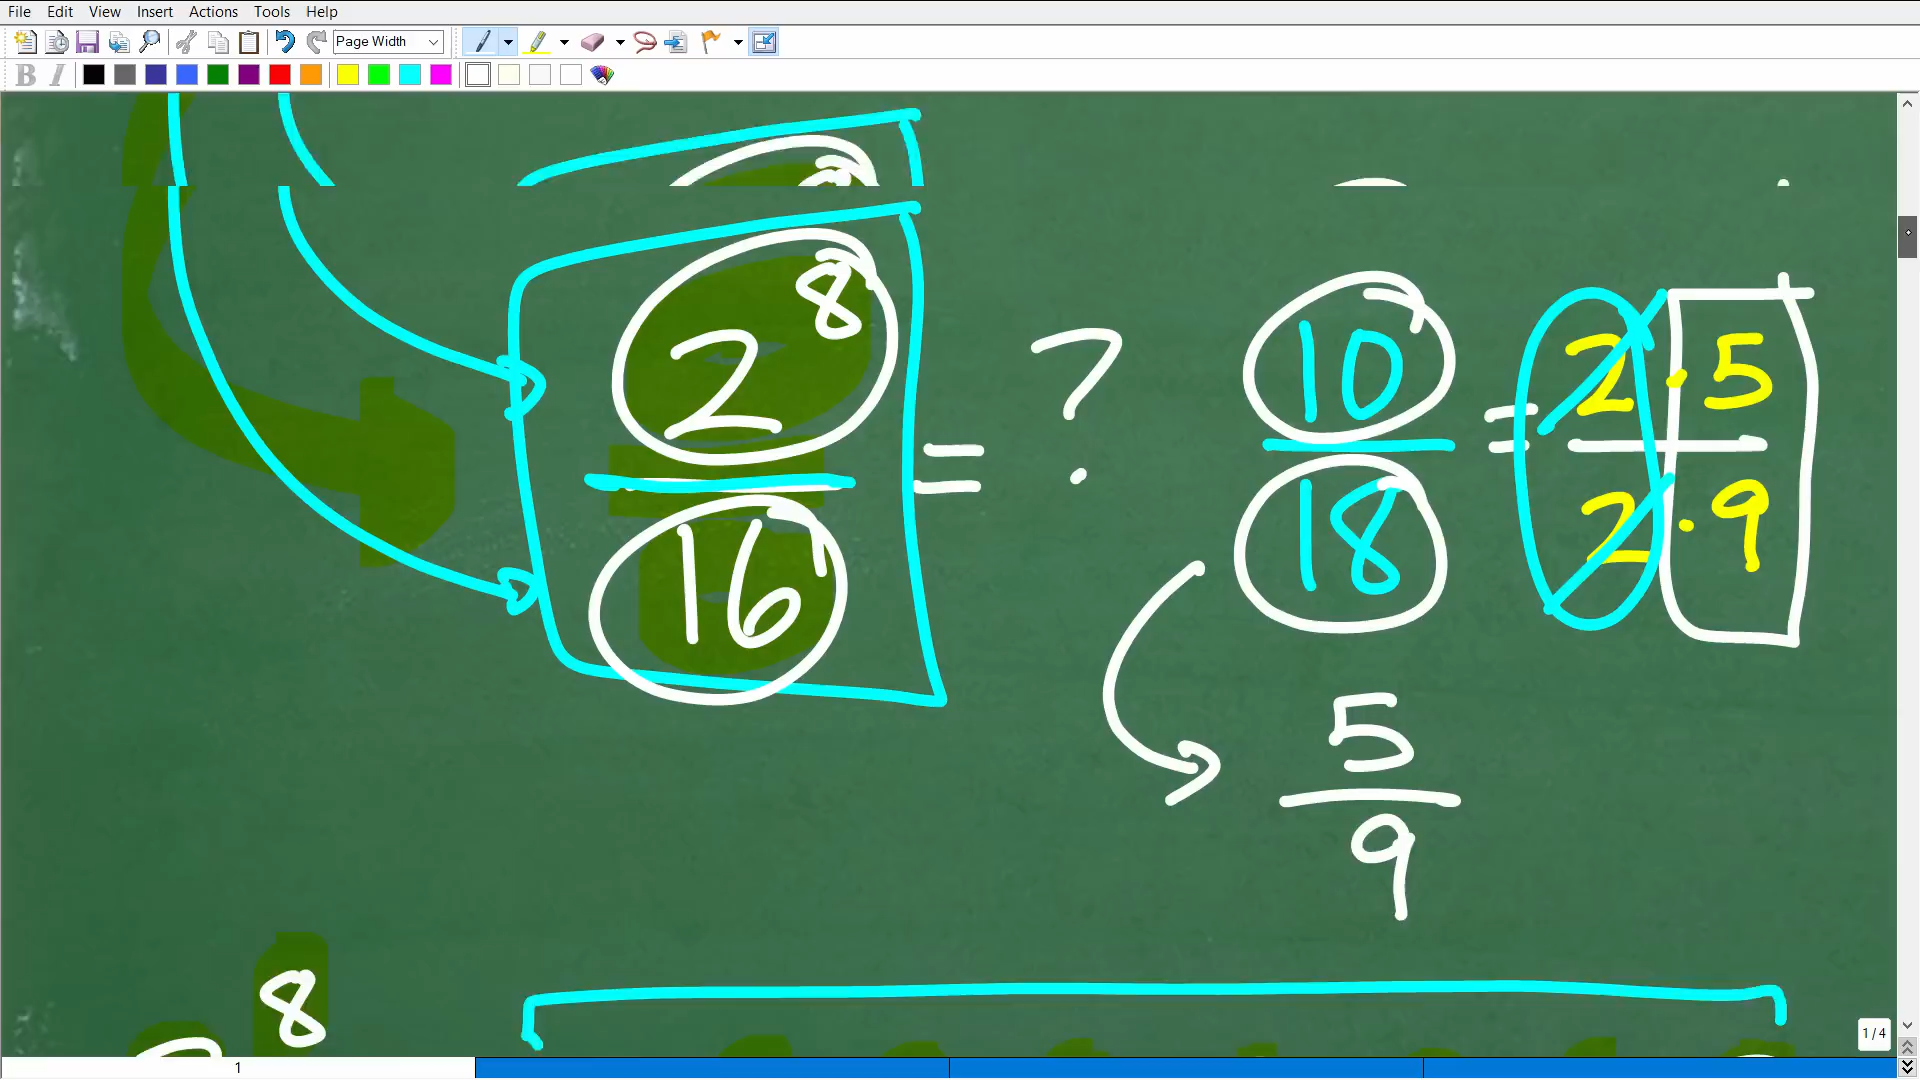 File Edit View Insert Actions Tools Help
Page Width
B I
2^8 / 16 = ?
10 / 18 = 2 · 5 / 2 · 9
5 / 9
8
1 / 4
1